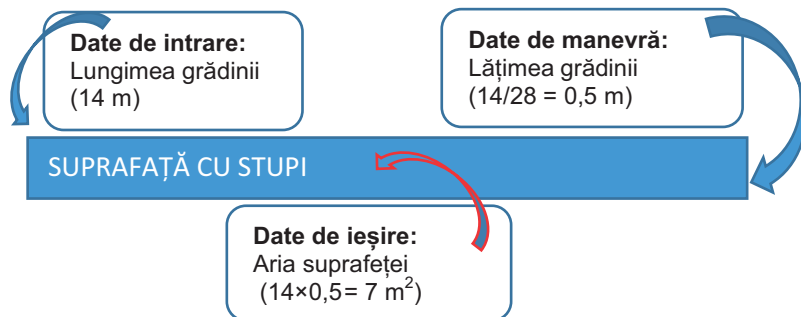 Date de intrare:
Lungimea grădinii
(14 m)
Date de manevră:
Lățimea grădinii
(14/28 = 0,5 m)
SUPRAFAȚĂ CU STUPI
Date de ieșire:
Aria suprafeței
(14×0,5= 7 m²)